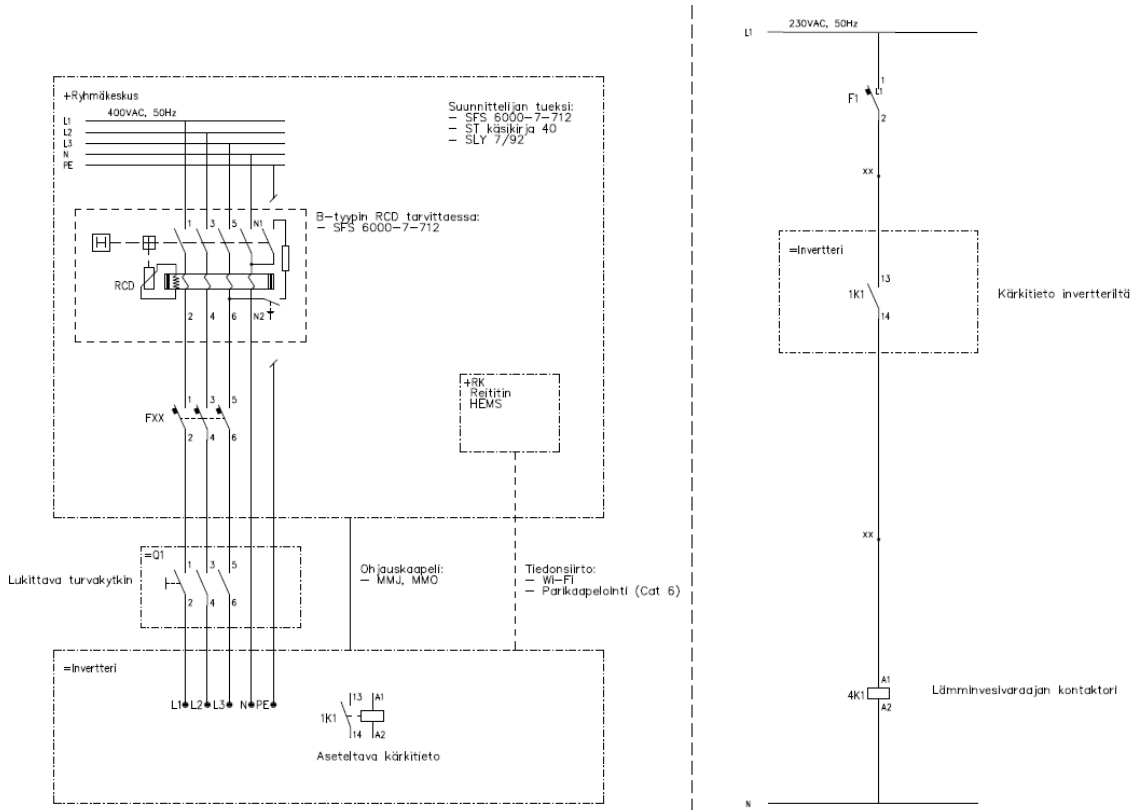 +Ryhmäkeskus
400VAC, 50Hz
L1
L2
L3
N
PE
Suunnittelijan tueksi:
- SFS 6000-7-712
- ST käsikirja 40
- SLY 7/92
B-tyypin RCD tarvittaessa:
- SFS 6000-7-712
1 3 5 N1
H
RCD
2 4 6 N2
+RK
Reititin
HEMS
1 3 5
FXX
2 4 6
=Q1
1 3 5
Lukittava turvakytkin
2 4 6
Ohjauskaapeli:
- MMJ, MMO
Tiedonsiirto:
- Wi-Fi
- Parikaapelointi (Cat 6)
=Invertteri
L1 L2 L3 N PE
13 A1
1K1
14 A2
Aseteltava kärkitieto
L1
230VAC, 50Hz
1
F1
L1
2
xx
=Invertteri
13
1K1
14
Kärkitieto invertteriltä
xx
A1
4K1
A2
Lämminvesivaraajan kontaktori
N